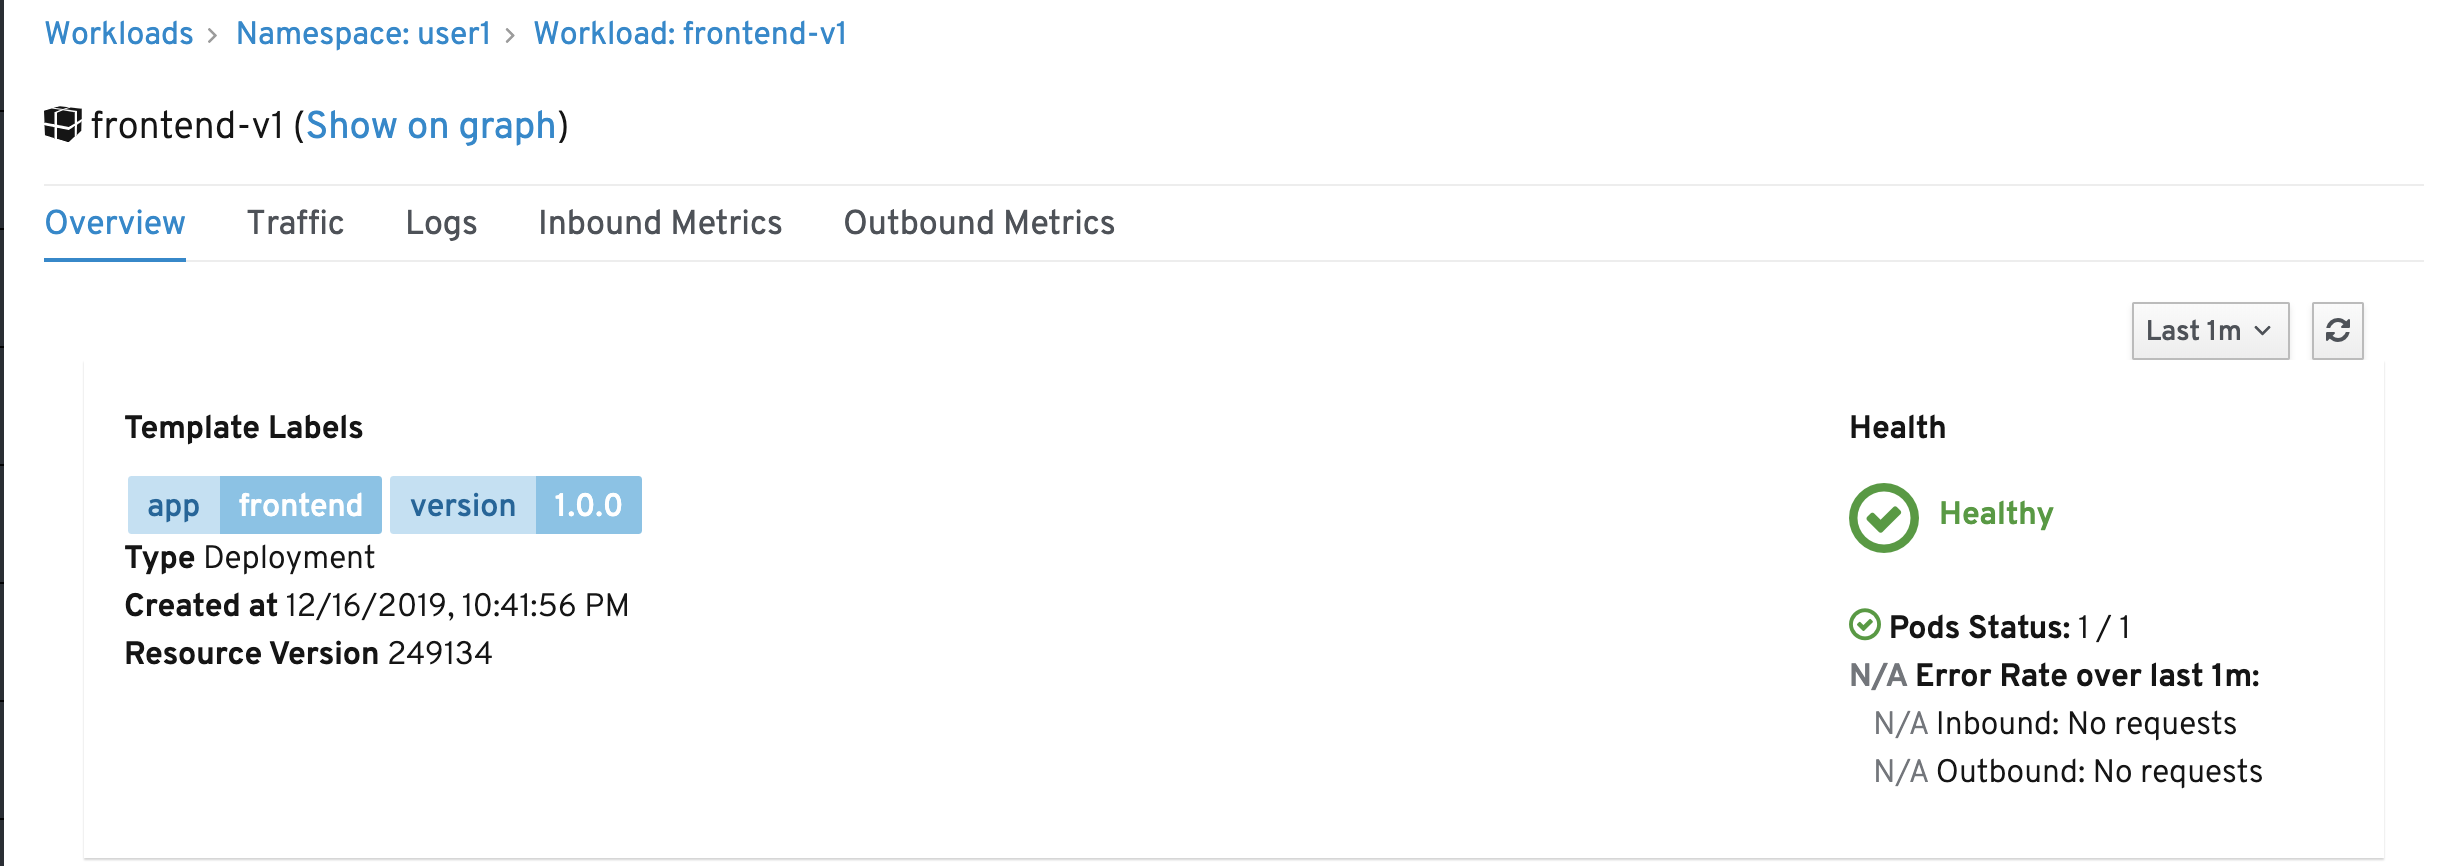 Workloads > Namespace: user1 > Workload: frontend-v1
frontend-v1 (Show on graph)
Overview Traffic Logs Inbound Metrics Outbound Metrics
Last 1m
Template Labels
app frontend version 1.0.0
Type Deployment
Created at 12/16/2019, 10:41:56 PM
Resource Version 249134
Health
Healthy
Pods Status: 1 / 1
N/A Error Rate over last 1m:
N/A Inbound: No requests
N/A Outbound: No requests